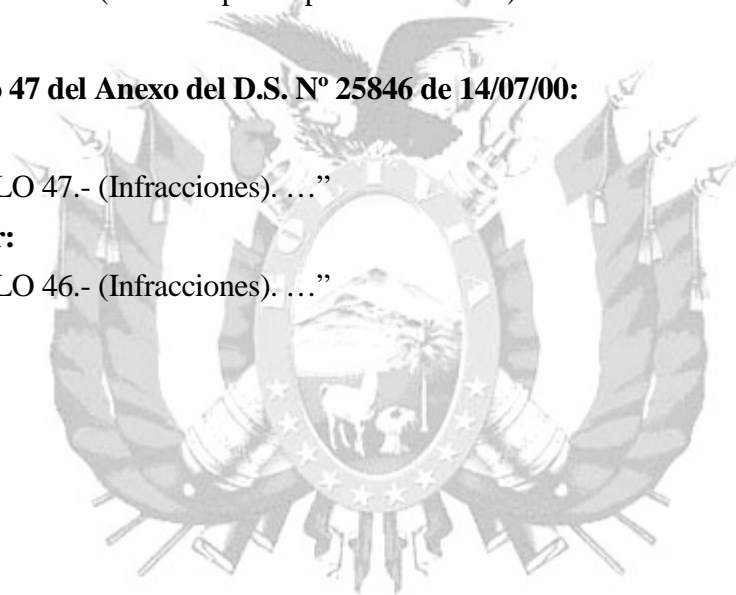 47 del Anexo del D.S. Nº 25846 de 14/07/00:
LO 47.- (Infracciones). …”
LO 46.- (Infracciones). …”